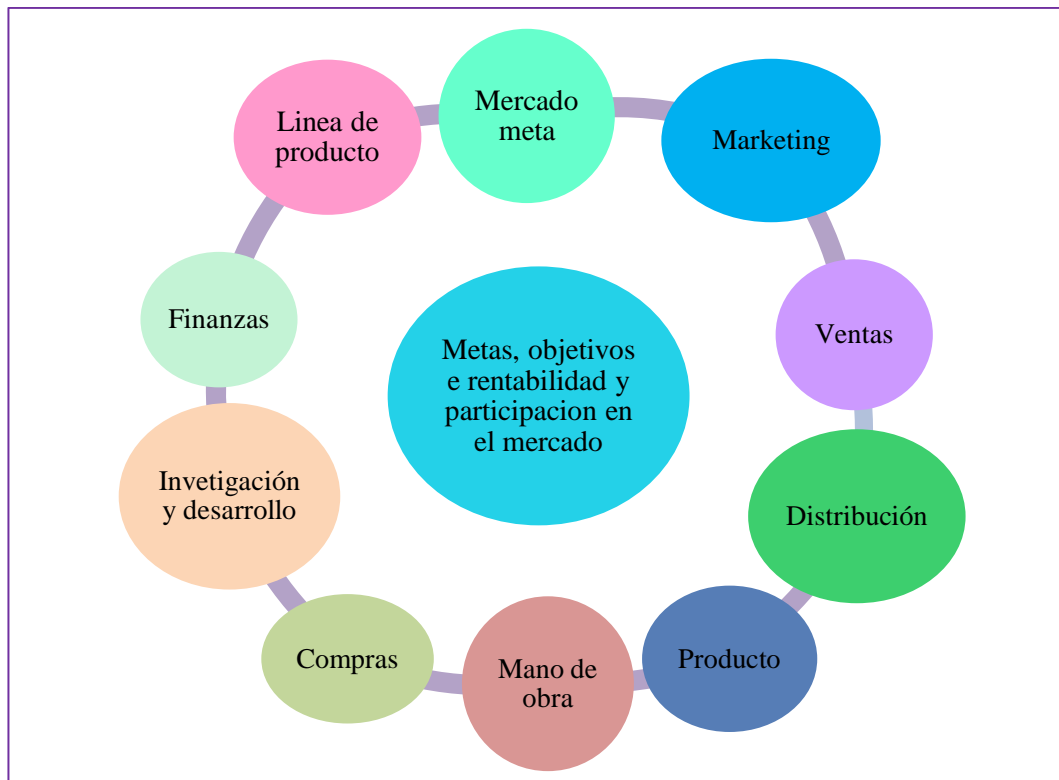 Mercado
meta
Marketing
Ventas
Distribución
Producto
Mano de
obra
Compras
Invetigación
y desarrollo
Finanzas
Linea de
producto
Metas, objetivos
e rentabilidad y
participacion en
el mercado